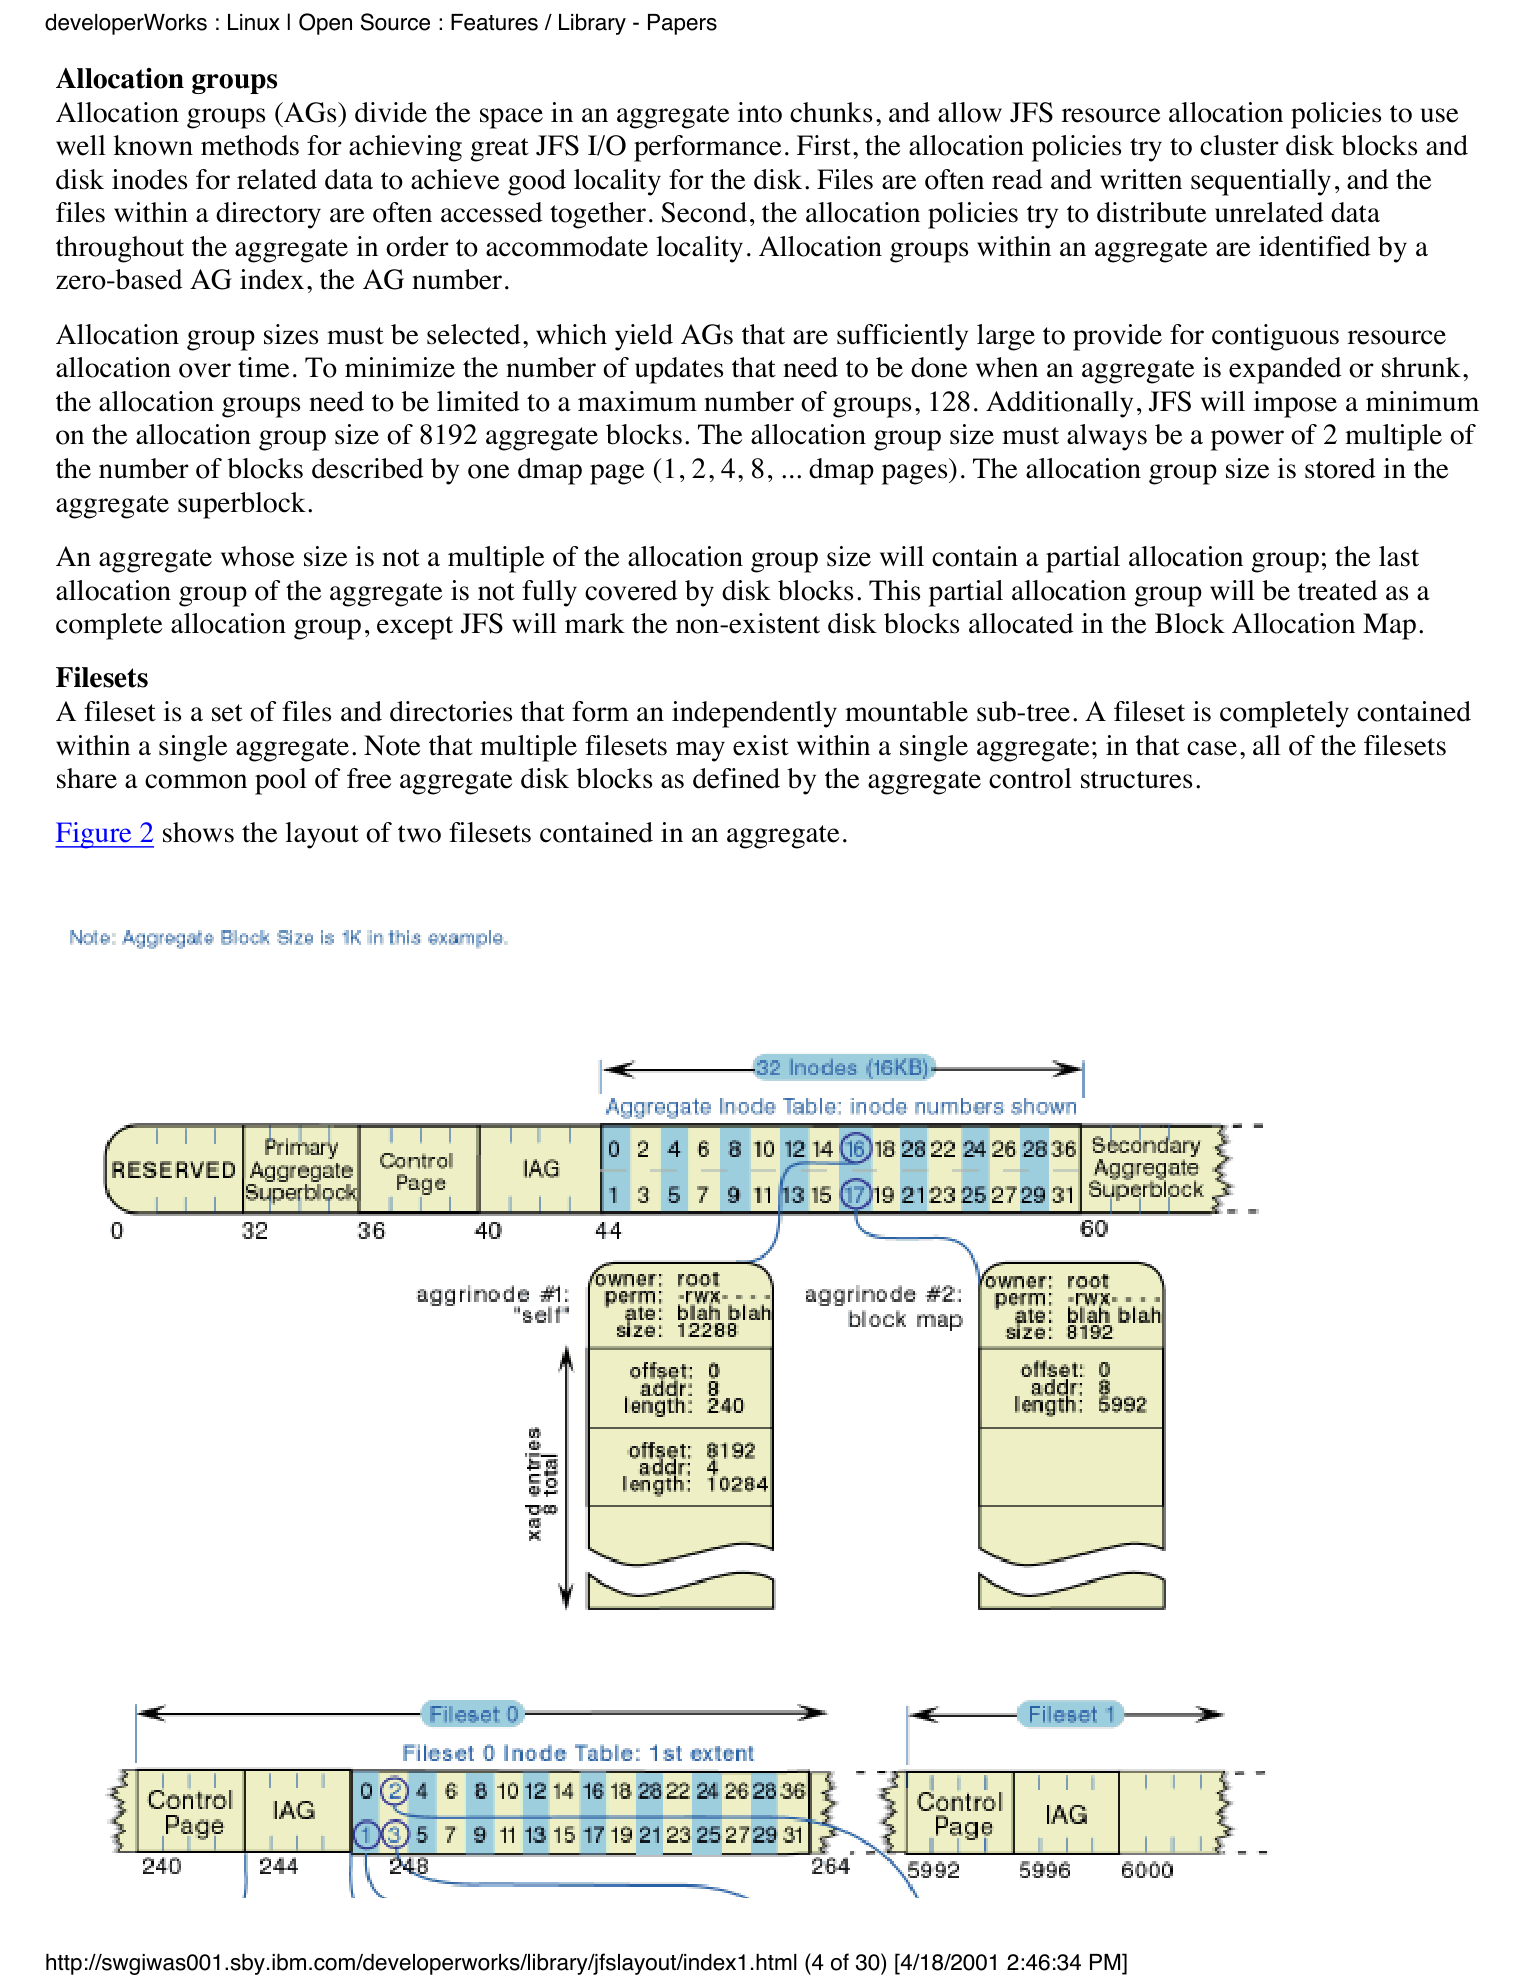 developerWorks : Linux | Open Source : Features / Library - Papers
Allocation groups
Allocation groups (AGs) divide the space in an aggregate into chunks, and allow JFS resource allocation policies to use
well known methods for achieving great JFS I/O performance. First, the allocation policies try to cluster disk blocks and
disk inodes for related data to achieve good locality for the disk. Files are often read and written sequentially, and the
files within a directory are often accessed together. Second, the allocation policies try to distribute unrelated data
throughout the aggregate in order to accommodate locality. Allocation groups within an aggregate are identified by a
zero-based AG index, the AG number.
Allocation group sizes must be selected, which yield AGs that are sufficiently large to provide for contiguous resource
allocation over time. To minimize the number of updates that need to be done when an aggregate is expanded or shrunk,
the allocation groups need to be limited to a maximum number of groups, 128. Additionally, JFS will impose a minimum
on the allocation group size of 8192 aggregate blocks. The allocation group size must always be a power of 2 multiple of
the number of blocks described by one dmap page (1, 2, 4, 8, ... dmap pages). The allocation group size is stored in the
aggregate superblock.
An aggregate whose size is not a multiple of the allocation group size will contain a partial allocation group; the last
allocation group of the aggregate is not fully covered by disk blocks. This partial allocation group will be treated as a
complete allocation group, except JFS will mark the non-existent disk blocks allocated in the Block Allocation Map.
Filesets
A fileset is a set of files and directories that form an independently mountable sub-tree. A fileset is completely contained
within a single aggregate. Note that multiple filesets may exist within a single aggregate; in that case, all of the filesets
share a common pool of free aggregate disk blocks as defined by the aggregate control structures.
Figure 2 shows the layout of two filesets contained in an aggregate.
Note: Aggregate Block Size is 1K in this example.
32 Inodes (16KB)
Aggregate Inode Table: inode numbers shown
RESERVED
Primary
Aggregate
Superblock
Control
Page
IAG
0 2 4 6 8 10 12 14 16 18 28 22 24 26 28 36
1 3 5 7 9 11 13 15 17 19 21 23 25 27 29 31
Secondary
Aggregate
Superblock
0 32 36 40 44 60
aggrinode #1:
"self"
owner: root
perm: -rwx- - - -
ate: blah blah
size: 12288
offset: 0
addr: 8
length: 240
offset: 8192
addr: 4
length: 10284
xad entries
8 total
aggrinode #2:
block map
owner: root
perm: -rwx- - - -
ate: blah blah
size: 8192
offset: 0
addr: 8
length: 5992
Fileset 0
Fileset 0 Inode Table: 1st extent
Control
Page
IAG
0 2 4 6 8 10 12 14 16 18 28 22 24 26 28 36
1 3 5 7 9 11 13 15 17 19 21 23 25 27 29 31
240 244 248 264
Fileset 1
Control
Page
IAG
5992 5996 6000
http://swgiwas001.sby.ibm.com/developerworks/library/jfslayout/index1.html (4 of 30) [4/18/2001 2:46:34 PM]